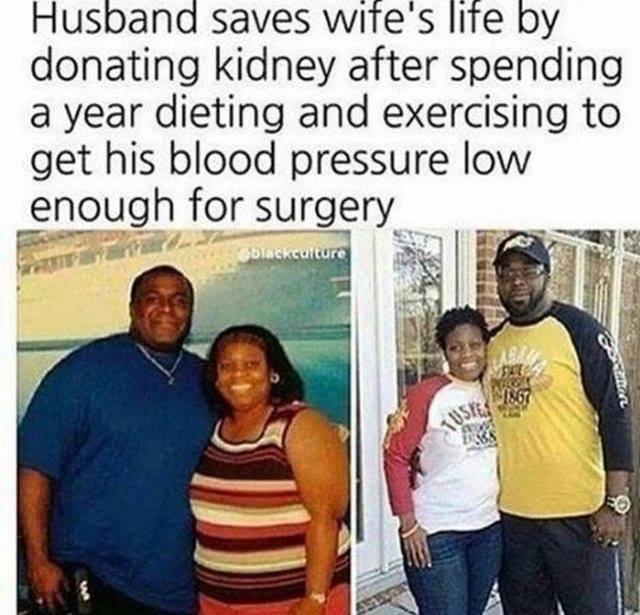 Husband saves wife's life by
donating kidney after spending
a year dieting and exercising to
get his blood pressure low
enough for surgery
@blackculture
TUSKE
1867